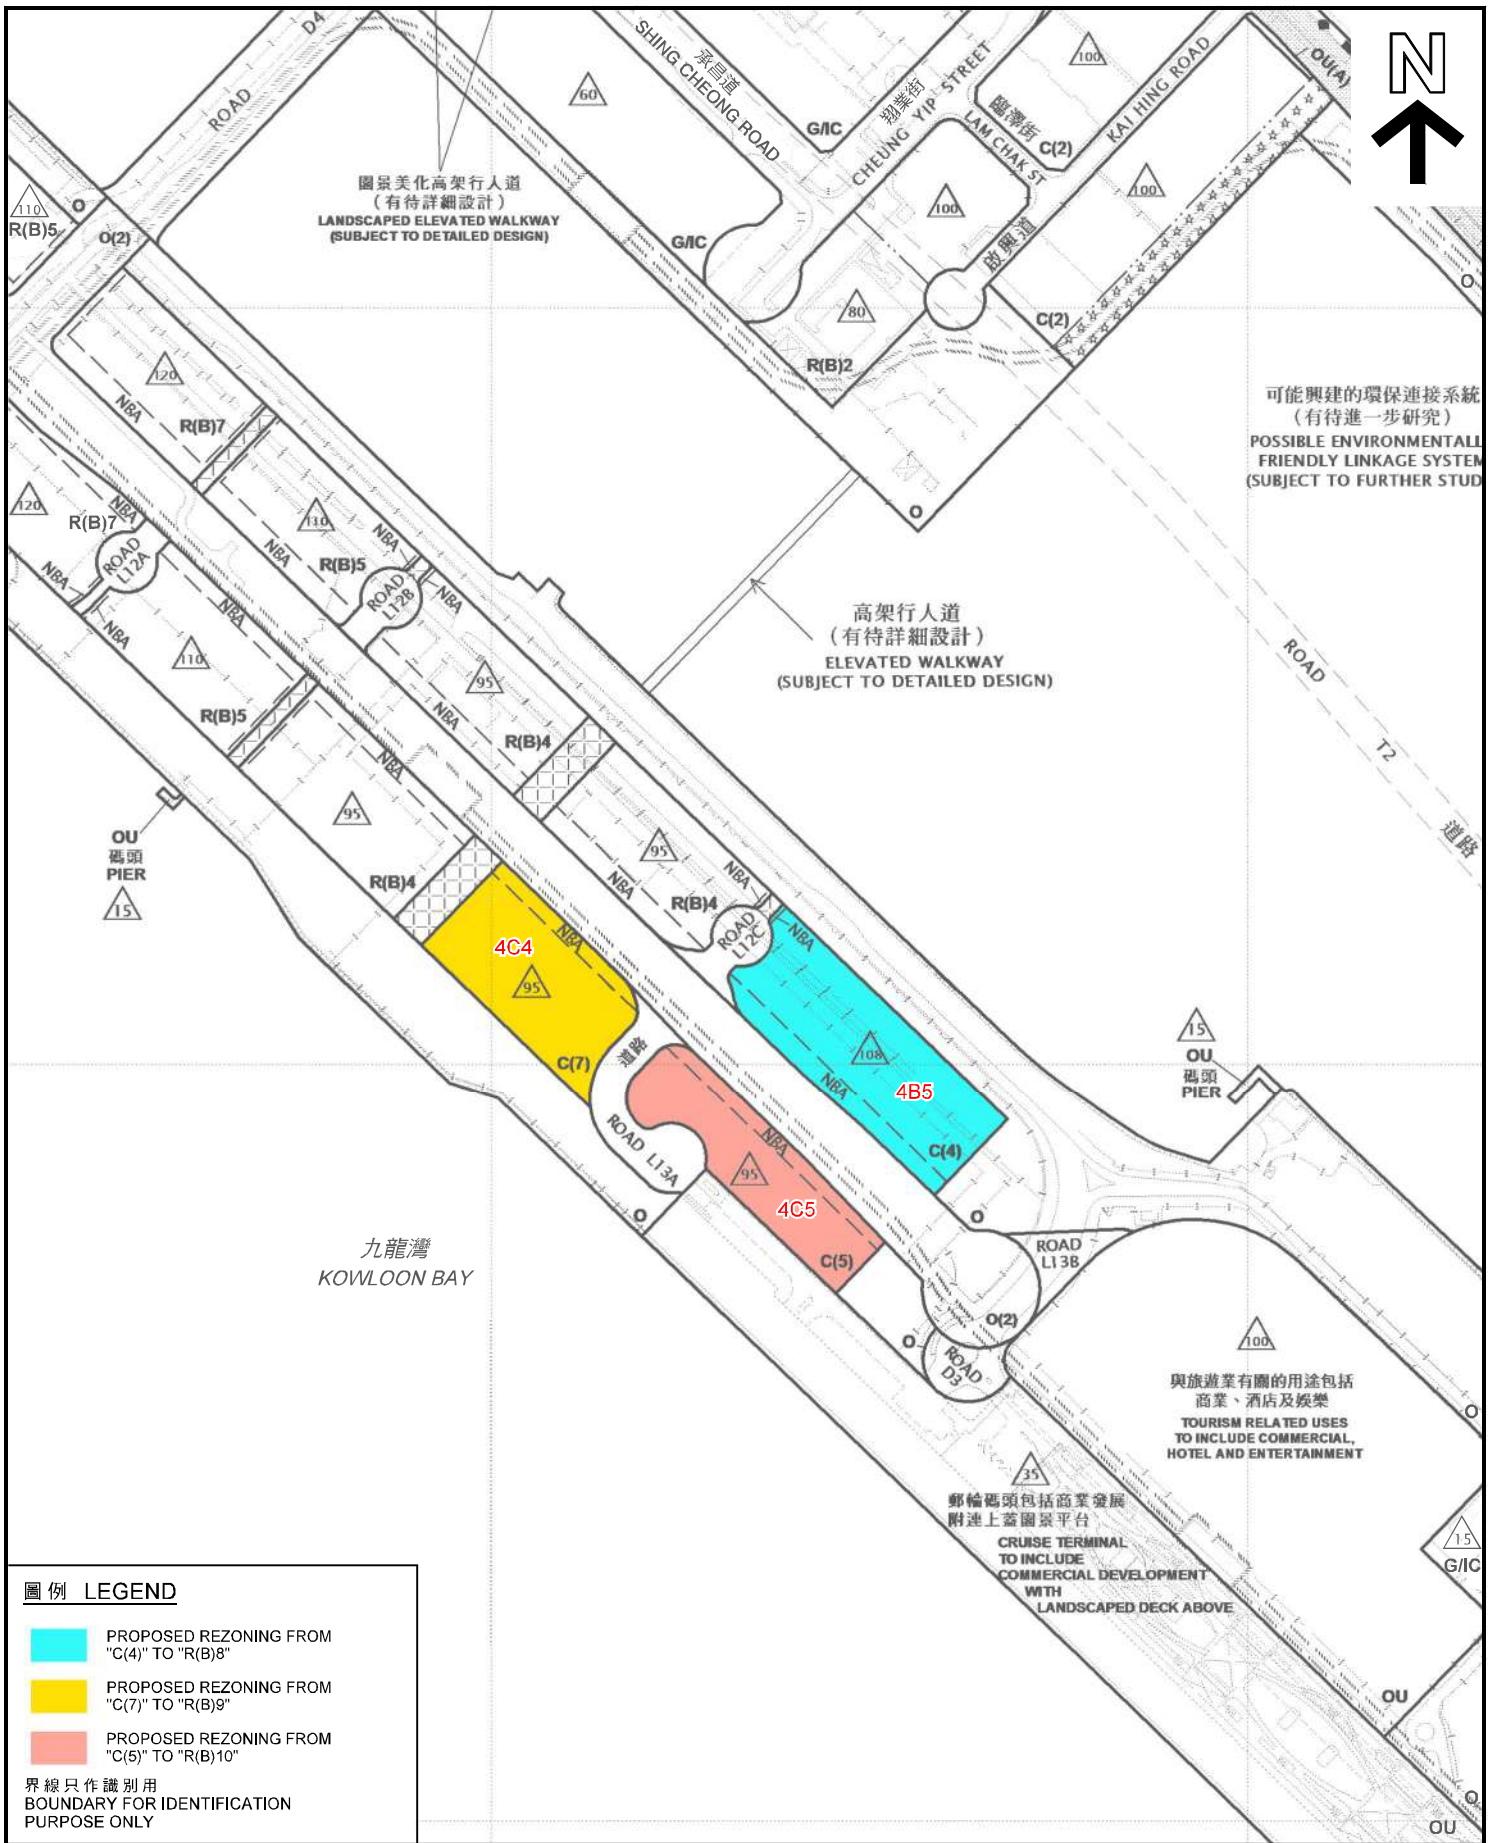 N
ROAD D4
承昌道
SHING CHEONG ROAD
60
G/IC
翔業街
CHEUNG YIP STREET
100
臨澤街
LAM CHAK ST
C(2)
KAI HING ROAD
OU(A)
100
100
啟興道
110
R(B)5
O
O(2)
園景美化高架行人道
（有待詳細設計）
LANDSCAPED ELEVATED WALKWAY
(SUBJECT TO DETAILED DESIGN)
G/IC
80
R(B)2
C(2)
O
可能興建的環保連接系統
（有待進一步研究）
POSSIBLE ENVIRONMENTALL
FRIENDLY LINKAGE SYSTEM
(SUBJECT TO FURTHER STUD
120
NBA
R(B)7
120
R(B)7
NBA
ROAD
L12A
NBA
NBA
NBA
110
NBA
R(B)5
NBA
ROAD
L12B
NBA
O
高架行人道
（有待詳細設計）
ELEVATED WALKWAY
(SUBJECT TO DETAILED DESIGN)
ROAD T2 道路
110
R(B)5
95
NBA
R(B)4
NBA
95
R(B)4
OU
碼頭
PIER
15
95
NBA
R(B)4
NBA
ROAD
L12C
NBA
4C4
NBA
95
C(7)
道路
ROAD L13A
108
NBA
4B5
C(4)
15
OU
碼頭
PIER
NBA
95
4C5
C(5)
O
O
ROAD
L13B
O(2)
O
ROAD
D3
九龍灣
KOWLOON BAY
100
與旅遊業有關的用途包括
商業、酒店及娛樂
TOURISM RELATED USES
TO INCLUDE COMMERCIAL,
HOTEL AND ENTERTAINMENT
O
35
郵輪碼頭包括商業發展
附連上蓋園景平台
CRUISE TERMINAL
TO INCLUDE
COMMERCIAL DEVELOPMENT
WITH
LANDSCAPED DECK ABOVE
15
G/IC
OU
O
OU
圖例 LEGEND
PROPOSED REZONING FROM
"C(4)" TO "R(B)8"
PROPOSED REZONING FROM
"C(7)" TO "R(B)9"
PROPOSED REZONING FROM
"C(5)" TO "R(B)10"
界線只作識別用
BOUNDARY FOR IDENTIFICATION
PURPOSE ONLY